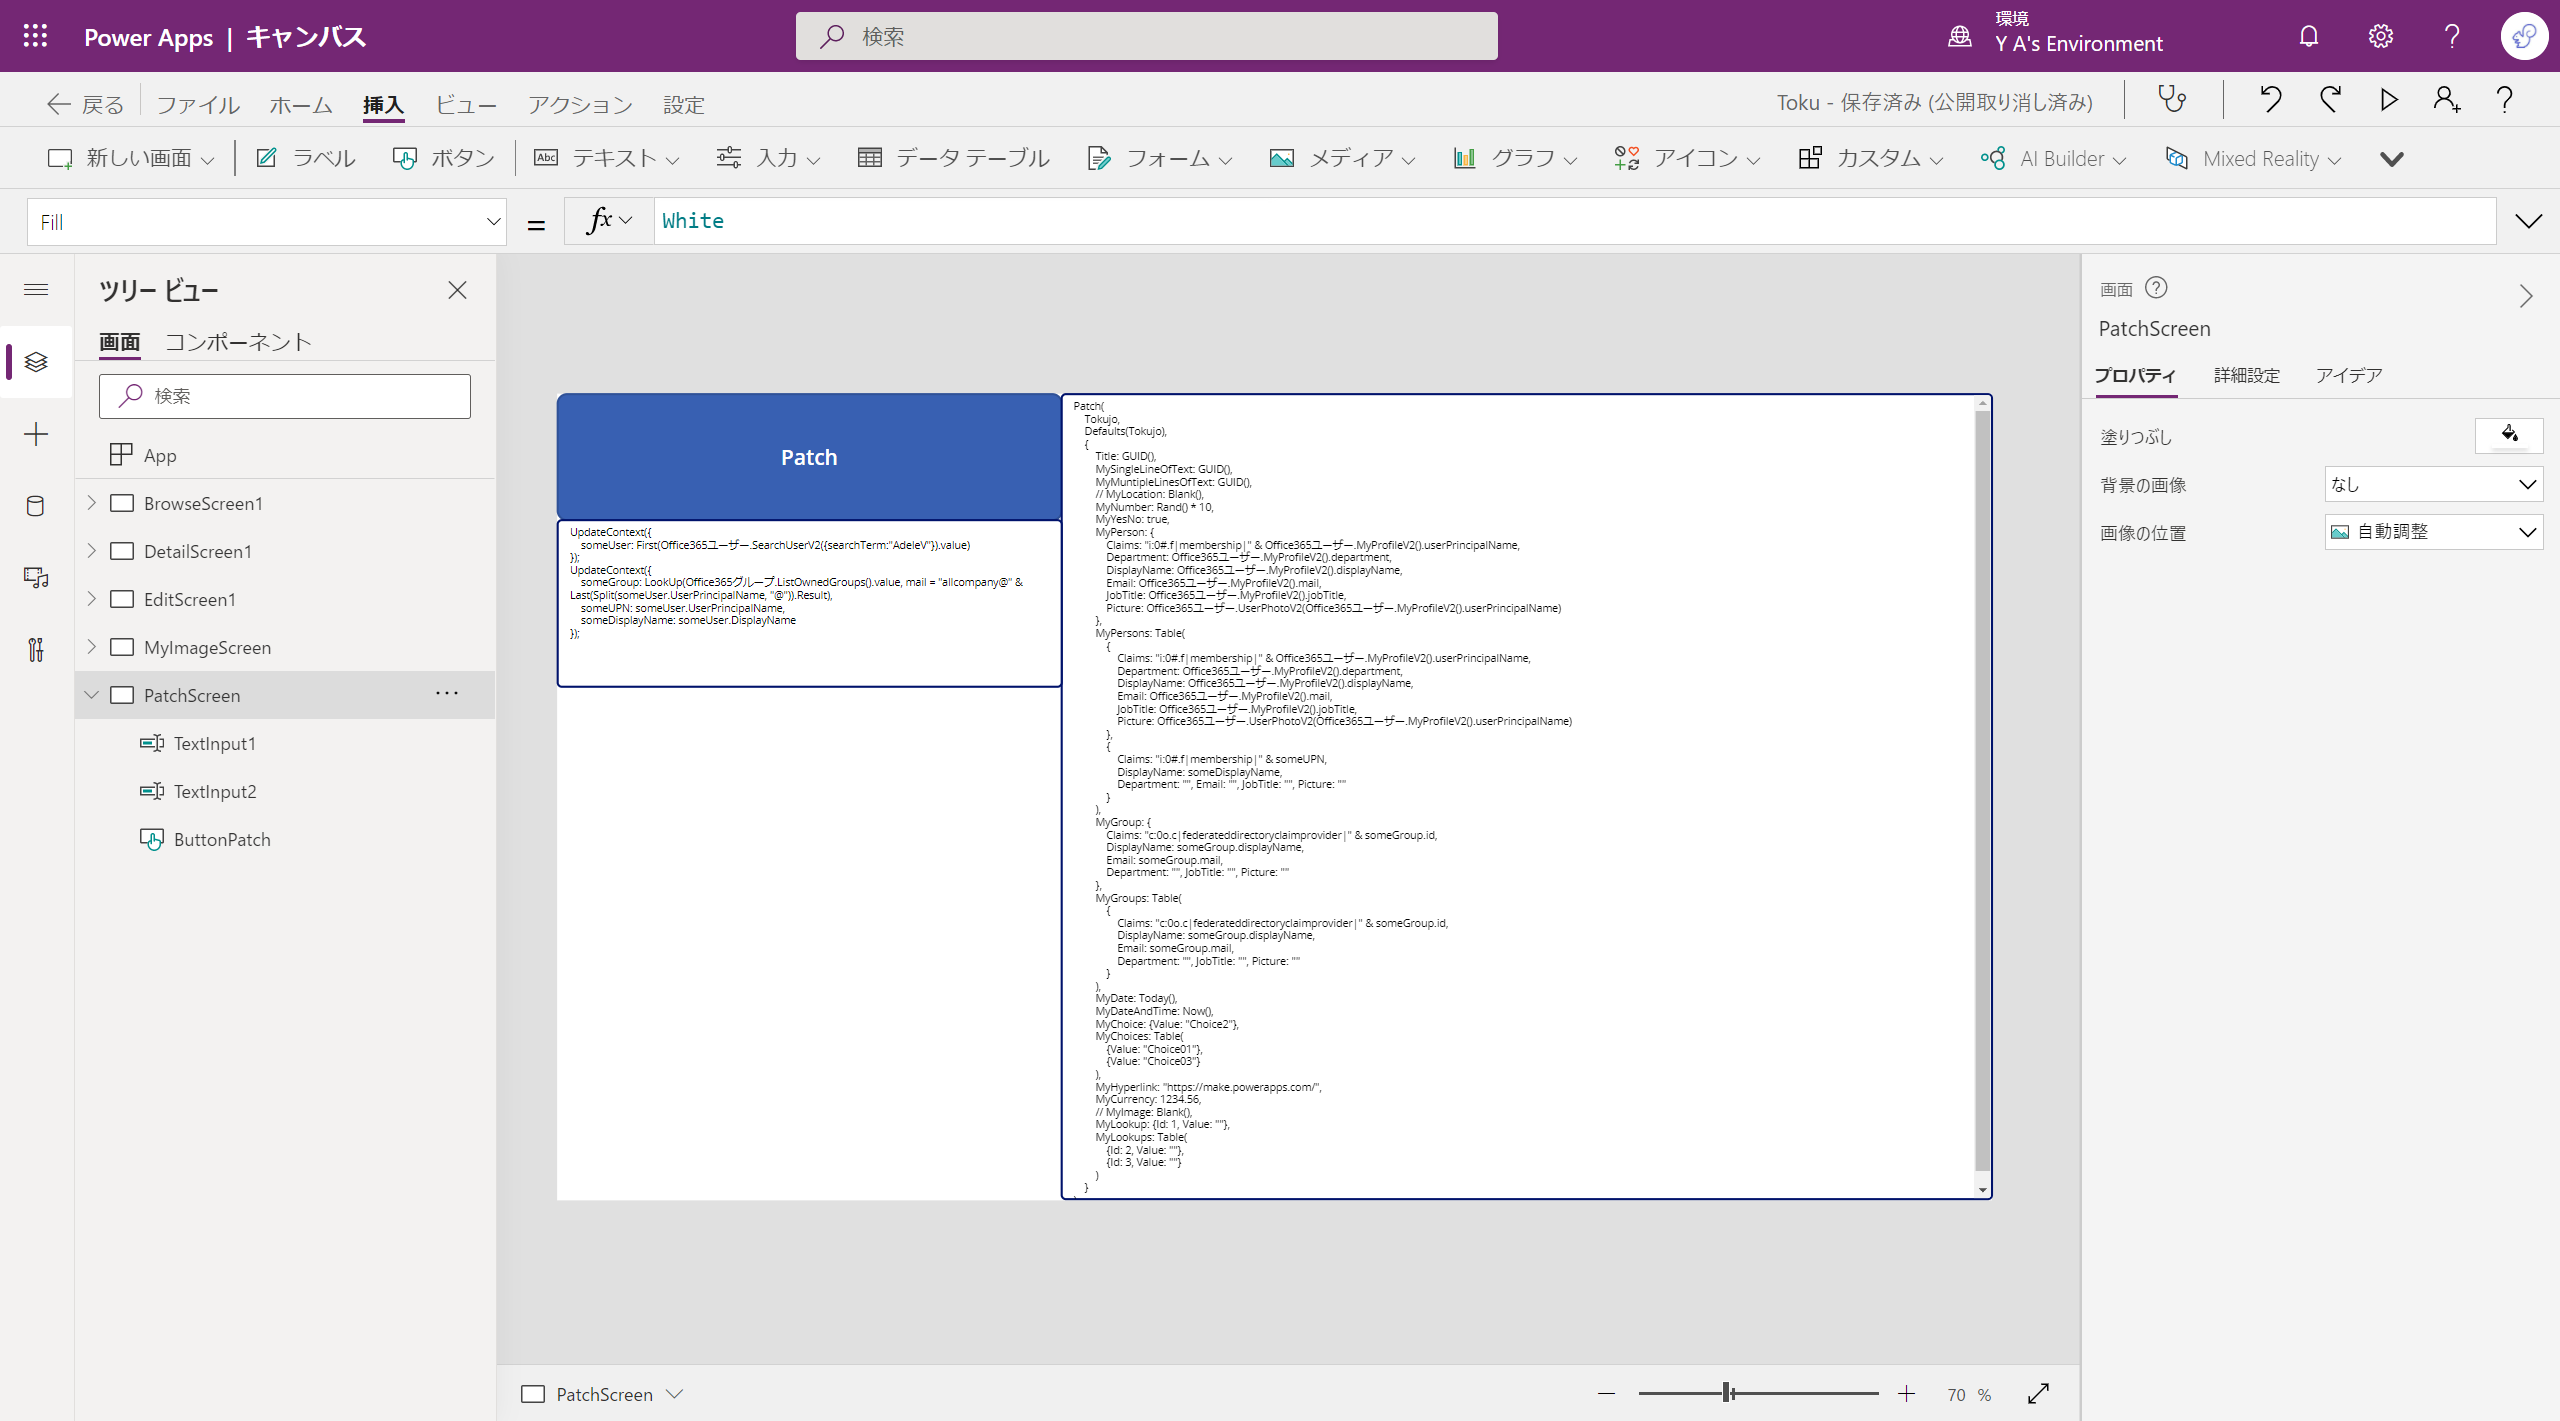 Power Apps | キャンバス
検索
環境
Y A's Environment
戻る ファイル ホーム 挿入 ビュー アクション 設定
Toku - 保存済み (公開取り消し済み)
新しい画面 ラベル ボタン テキスト 入力 データ テーブル フォーム メディア グラフ アイコン カスタム AI Builder Mixed Reality
Fill = fx White
ツリー ビュー
画面 コンポーネント
検索
App
BrowseScreen1
DetailScreen1
EditScreen1
MyImageScreen
PatchScreen
TextInput1
TextInput2
ButtonPatch
Patch
UpdateContext({
someUser: First(Office365ユーザー.SearchUserV2({searchTerm:"AdeleV"}).value)
});
UpdateContext({
someGroup: LookUp(Office365グループ.ListOwnedGroups().value, mail = "allcompany@" &
Last(Split(someUser.UserPrincipalName, "@")).Result),
someUPN: someUser.UserPrincipalName,
someDisplayName: someUser.DisplayName
});
Patch(
Tokujo,
Defaults(Tokujo),
{
Title: GUID(),
MySingleLineOfText: GUID(),
MyMuntipleLinesOfText: GUID(),
// MyLocation: Blank(),
MyNumber: Rand() * 10,
MyYesNo: true,
MyPerson: {
Claims: "i:0#.f|membership|" & Office365ユーザー.MyProfileV2().userPrincipalName,
Department: Office365ユーザー.MyProfileV2().department,
DisplayName: Office365ユーザー.MyProfileV2().displayName,
Email: Office365ユーザー.MyProfileV2().mail,
JobTitle: Office365ユーザー.MyProfileV2().jobTitle,
Picture: Office365ユーザー.UserPhotoV2(Office365ユーザー.MyProfileV2().userPrincipalName)
},
MyPersons: Table(
{
Claims: "i:0#.f|membership|" & Office365ユーザー.MyProfileV2().userPrincipalName,
Department: Office365ユーザー.MyProfileV2().department,
DisplayName: Office365ユーザー.MyProfileV2().displayName,
Email: Office365ユーザー.MyProfileV2().mail,
JobTitle: Office365ユーザー.MyProfileV2().jobTitle,
Picture: Office365ユーザー.UserPhotoV2(Office365ユーザー.MyProfileV2().userPrincipalName)
},
{
Claims: "i:0#.f|membership|" & someUPN,
DisplayName: someDisplayName,
Department: "", Email: "", JobTitle: "", Picture: ""
}
),
MyGroup: {
Claims: "c:0o.c|federateddirectoryclaimprovider|" & someGroup.id,
DisplayName: someGroup.displayName,
Email: someGroup.mail,
Department: "", JobTitle: "", Picture: ""
},
MyGroups: Table(
{
Claims: "c:0o.c|federateddirectoryclaimprovider|" & someGroup.id,
DisplayName: someGroup.displayName,
Email: someGroup.mail,
Department: "", JobTitle: "", Picture: ""
}
),
MyDate: Today(),
MyDateAndTime: Now(),
MyChoice: {Value: "Choice2"},
MyChoices: Table(
{Value: "Choice01"},
{Value: "Choice03"}
),
MyHyperlink: "https://make.powerapps.com/",
MyCurrency: 1234.56,
// MyImage: Blank(),
MyLookup: {Id: 1, Value: ""},
MyLookups: Table(
{Id: 2, Value: ""},
{Id: 3, Value: ""}
)
}
画面
PatchScreen
プロパティ 詳細設定 アイデア
塗りつぶし
背景の画像 なし
画像の位置 自動調整
PatchScreen
70 %